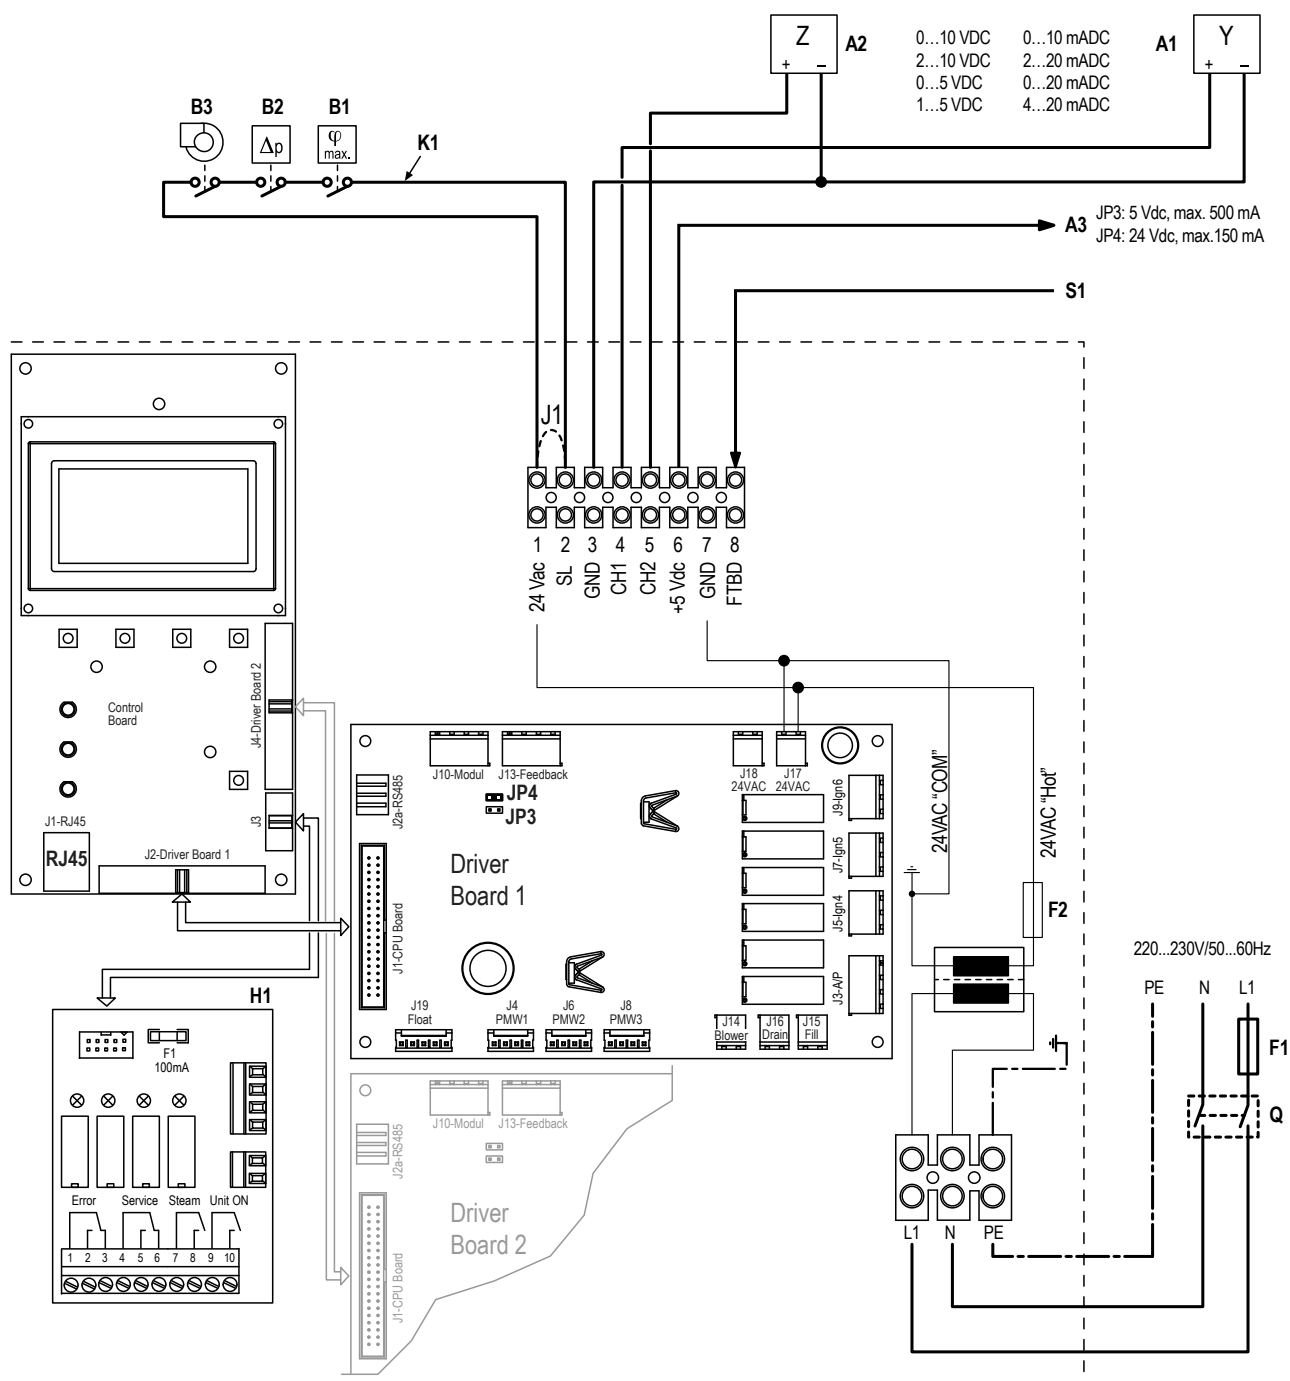 Z
+ −
A2
0...10 VDC 0...10 mADC
2...10 VDC 2...20 mADC
0...5 VDC 0...20 mADC
1...5 VDC 4...20 mADC
A1
Y
+ −
B3 B2 B1
Δp
φ
max.
K1
A3
JP3: 5 Vdc, max. 500 mA
JP4: 24 Vdc, max.150 mA
S1
J1
1 2 3 4 5 6 7 8
24 Vac
SL
GND
CH1
CH2
+5 Vdc
GND
FTBD
Control
Board
J4-Driver Board 2
J3
J1-RJ45
RJ45
J2-Driver Board 1
J10-Modul
J13-Feedback
J2a-RS485
JP4
JP3
J18
24VAC
J17
24VAC
J9-Ign6
J7-Ign5
J5-Ign4
J3-A/P
Driver
Board 1
J1-CPU Board
J19
Float
J4
PMW1
J6
PMW2
J8
PMW3
J14
Blower
J16
Drain
J15
Fill
24VAC “COM”
24VAC “Hot”
F2
220...230V/50...60Hz
PE N L1
F1
Q
L1 N PE
H1
F1
100mA
Error Service Steam Unit ON
1 2 3 4 5 6 7 8 9 10
J10-Modul
J13-Feedback
J2a-RS485
Driver
Board 2
J1-CPU Board